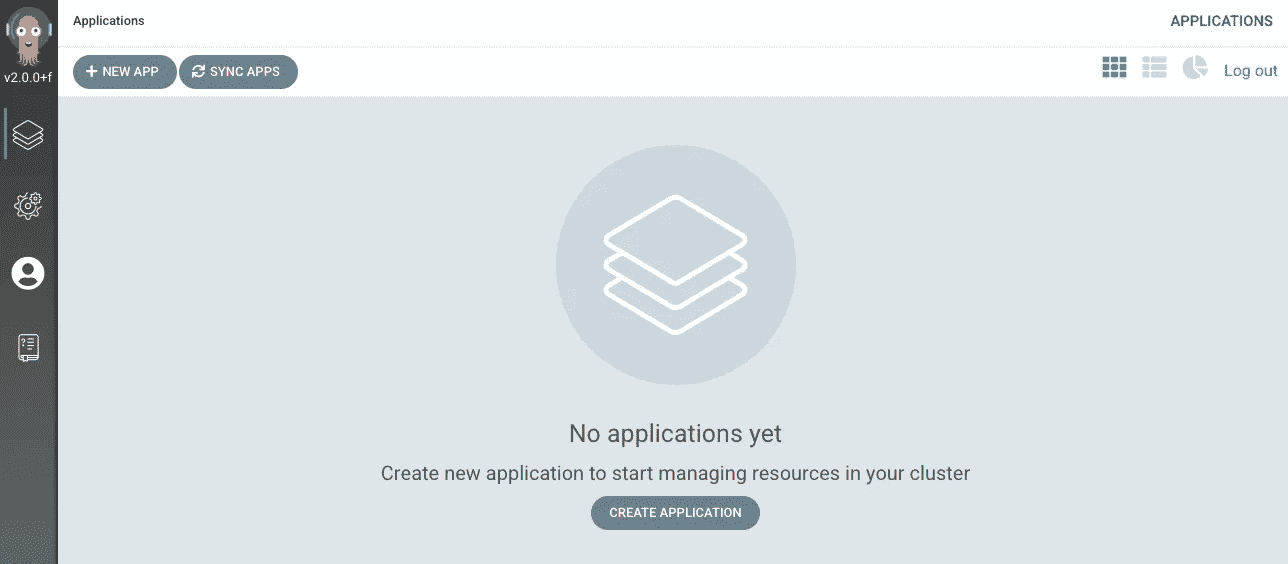 Applications
APPLICATIONS
v2.0.0+f
NEW APP
SYNC APPS
Log out
No applications yet
Create new application to start managing resources in your cluster
CREATE APPLICATION